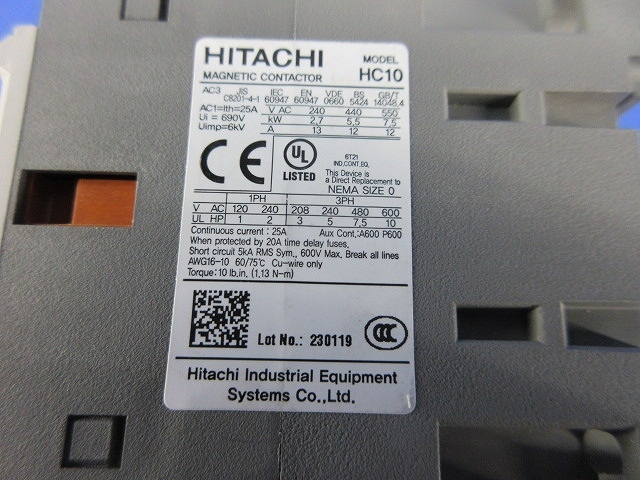 HITACHI MODEL
MAGNETIC CONTACTOR HC10
AC3 JIS IEC EN VDE BS GB/T
C8201-4-1 60947 60947 0660 5424 14048.4
AC1=Ith=25A V AC 240 440 550
Ui = 690V kW 2,7 5,5 7,5
Uimp=6kV A 13 12 12
CE UL LISTED
6T21
IND.CONT.EQ.
This Device is
a Direct Replacement to
NEMA SIZE 0
1PH 3PH
V AC 120 240 208 240 480 600
UL HP 1 2 3 5 7,5 10
Continuous current : 25A Aux Cont.:A600 P600
When protected by 20A time delay fuses.
Short circuit 5kA RMS Sym., 600V Max. Break all lines
AWG16-10 60/75℃ Cu-wire only
Torque:10 lb.in. (1,13 N-m)
Lot No.: 230119
CCC
Hitachi Industrial Equipment
Systems Co.,Ltd.